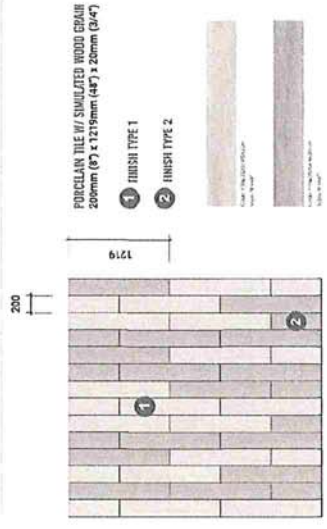 PORCELAIN TILE W/ SIMULATED WOOD GRAIN
200mm (8") x 1219mm (48") x 20mm (3/4")
1 FINISH TYPE 1
2 FINISH TYPE 2
200
1219
1
2